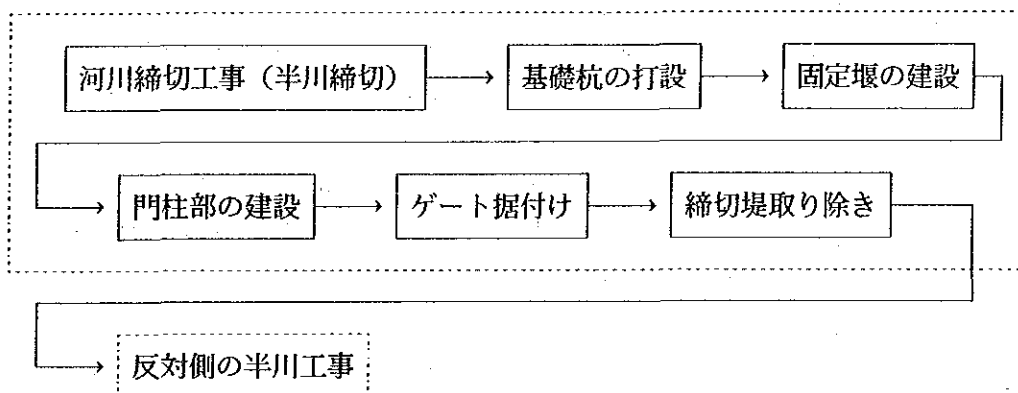 河川締切工事（半川締切） 基礎杭の打設 固定堰の建設
門柱部の建設 ゲート据付け 締切堤取り除き
反対側の半川工事